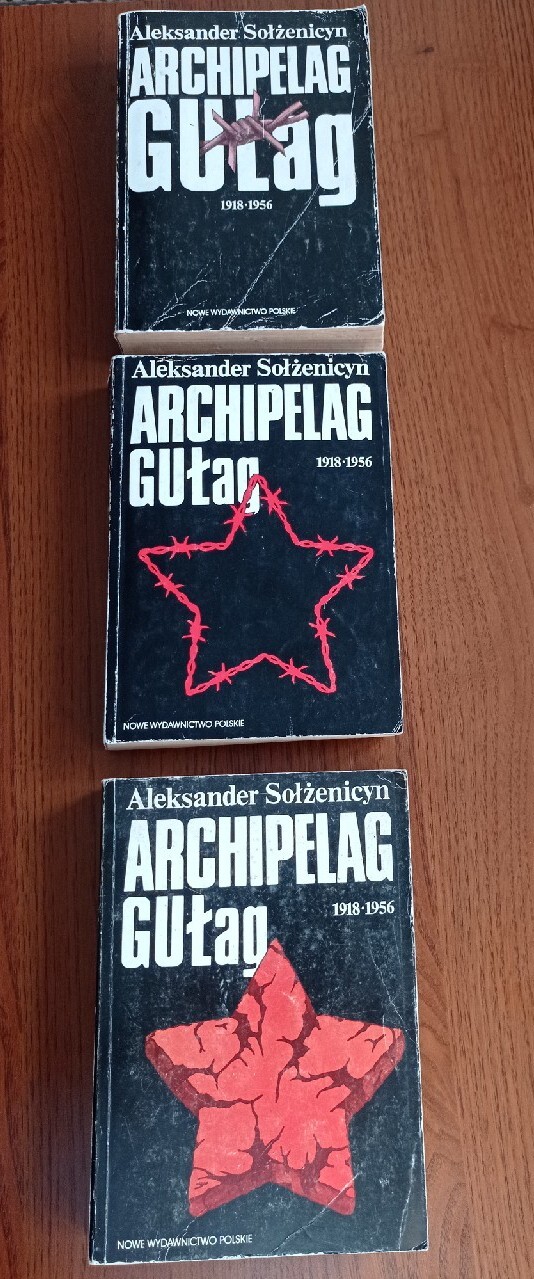 Aleksander Sołżenicyn
ARCHIPELAG
GUŁag
1918·1956
NOWE WYDAWNICTWO POLSKIE
Aleksander Sołżenicyn
ARCHIPELAG
GUłag
1918·1956
NOWE WYDAWNICTWO POLSKIE
Aleksander Sołżenicyn
ARCHIPELAG
GUłag
1918·1956
NOWE WYDAWNICTWO POLSKIE